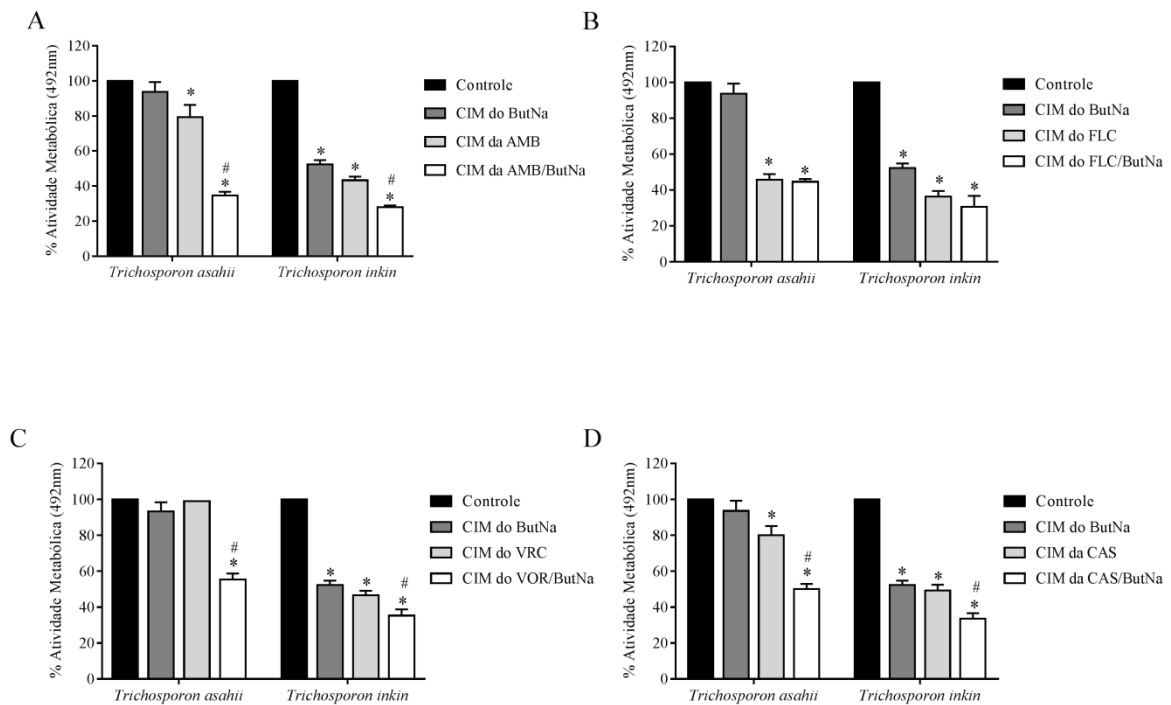 A
% Atividade Metabólica (492nm)
120
100
80
60
40
20
0
*
#
*
*
*
#
*
Trichosporon asahii
Trichosporon inkin
Controle
CIM do ButNa
CIM da AMB
CIM da AMB/ButNa
B
% Atividade Metabólica (492nm)
120
100
80
60
40
20
0
*
*
*
*
*
Trichosporon asahii
Trichosporon inkin
Controle
CIM do ButNa
CIM do FLC
CIM do FLC/ButNa
C
% Atividade Metabólica (492nm)
120
100
80
60
40
20
0
#
*
*
*
#
*
Trichosporon asahii
Trichosporon inkin
Controle
CIM do ButNa
CIM do VRC
CIM do VOR/ButNa
D
% Atividade Metabólica (492nm)
120
100
80
60
40
20
0
*
#
*
*
*
#
*
Trichosporon asahii
Trichosporon inkin
Controle
CIM do ButNa
CIM da CAS
CIM da CAS/ButNa